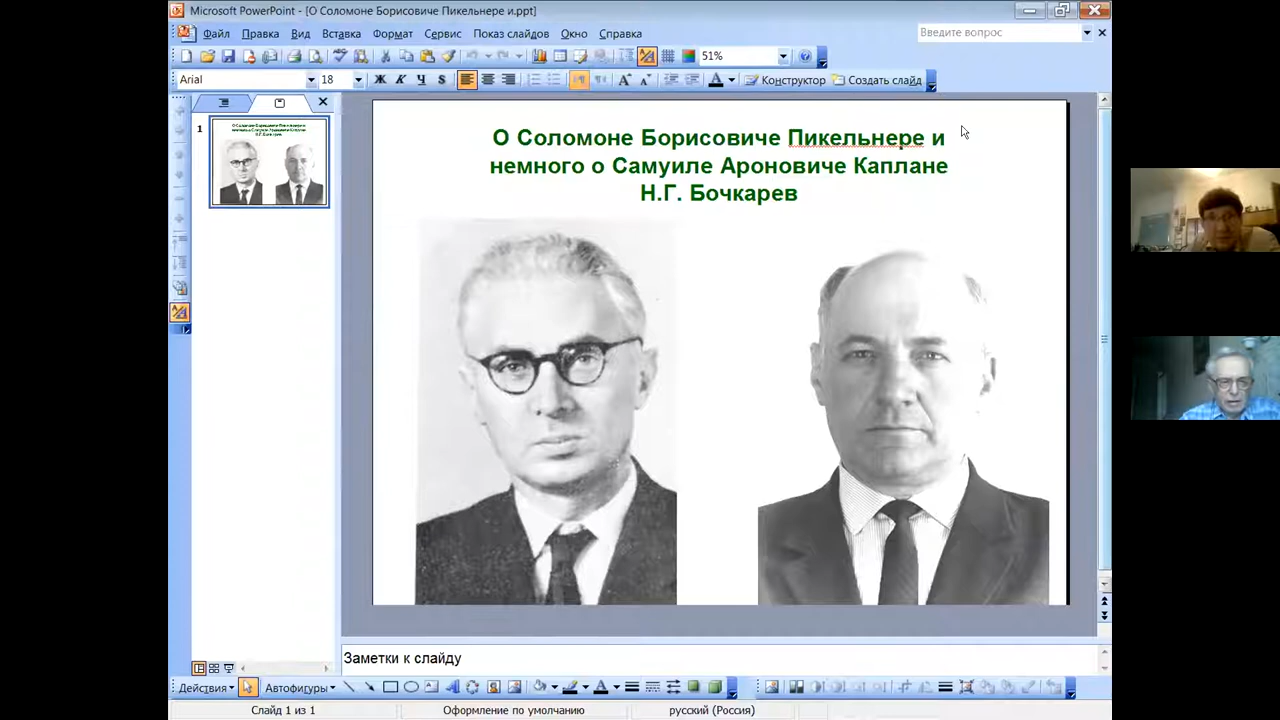 Microsoft PowerPoint - [О Соломоне Борисовиче Пикельнере и.ppt]
Файл Правка Вид Вставка Формат Сервис Показ слайдов Окно Справка
Введите вопрос
51%
Arial 18 Ж К Ч S
Конструктор Создать слайд
1
О Соломоне Борисовиче Пикельнере и
немного о Самуиле Ароновиче Каплане
Н.Г. Бочкарев
Заметки к слайду
Действия Автофигуры
Слайд 1 из 1 Оформление по умолчанию русский (Россия)